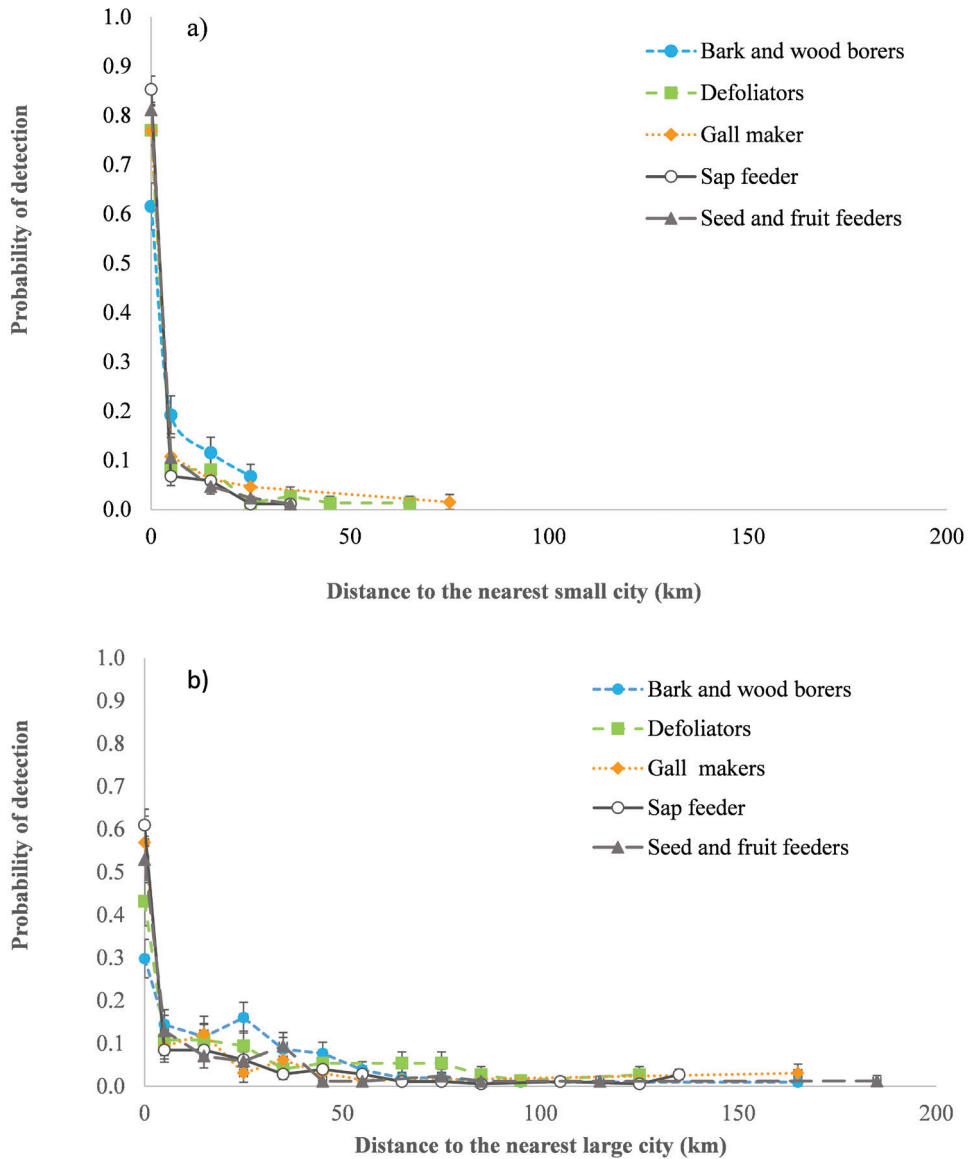 a)
1.0
0.9
0.8
0.7
0.6
0.5
0.4
0.3
0.2
0.1
0.0
Probability of detection
Bark and wood borers
Defoliators
Gall maker
Sap feeder
Seed and fruit feeders
0 50 100 150 200
Distance to the nearest small city (km)
b)
1.0
0.9
0.8
0.7
0.6
0.5
0.4
0.3
0.2
0.1
0.0
Probability of detection
Bark and wood borers
Defoliators
Gall makers
Sap feeder
Seed and fruit feeders
0 50 100 150 200
Distance to the nearest large city (km)